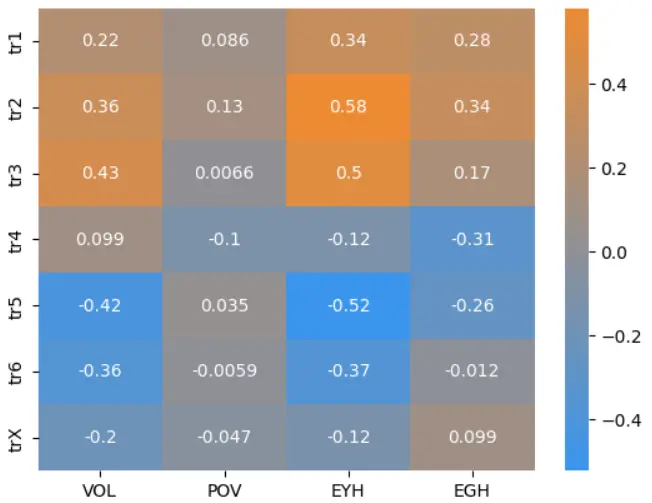 tr1 0.22 0.086 0.34 0.28
tr2 0.36 0.13 0.58 0.34
tr3 0.43 0.0066 0.5 0.17
tr4 0.099 -0.1 -0.12 -0.31
tr5 -0.42 0.035 -0.52 -0.26
tr6 -0.36 -0.0059 -0.37 -0.012
trX -0.2 -0.047 -0.12 0.099
VOL POV EYH EGH
0.4
0.2
0.0
−0.2
−0.4